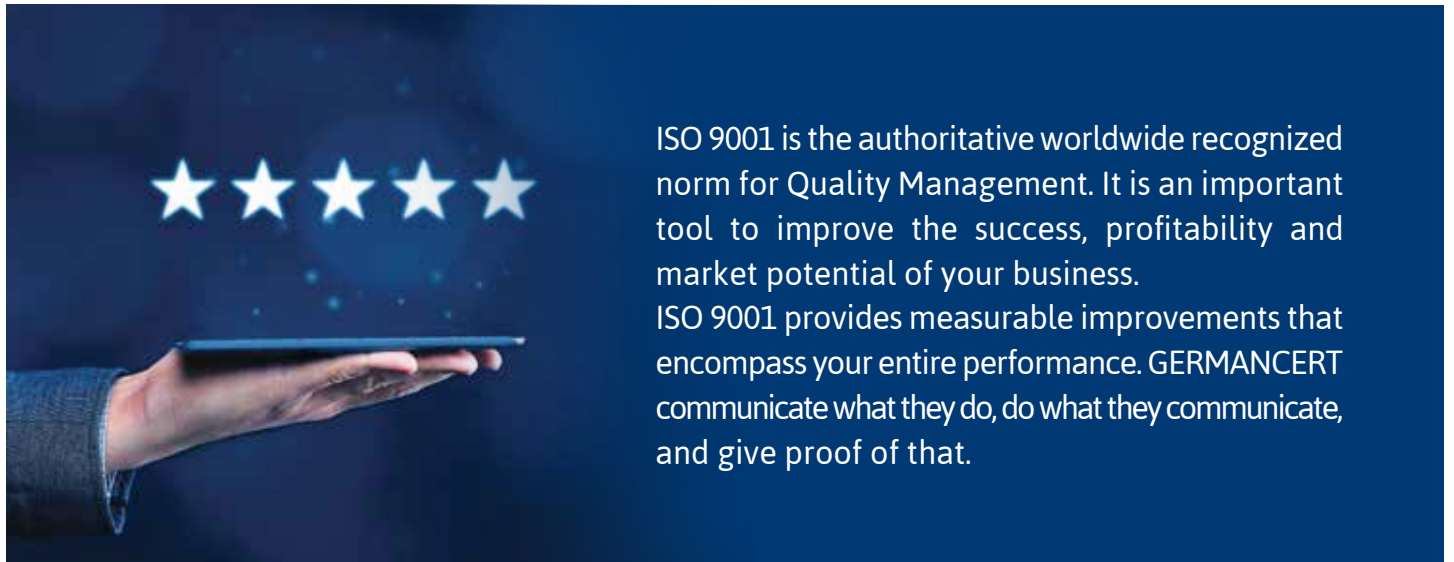 ISO 9001 is the authoritative worldwide recognized
norm for Quality Management. It is an important
tool to improve the success, profitability and
market potential of your business.
ISO 9001 provides measurable improvements that
encompass your entire performance. GERMANCERT
communicate what they do, do what they communicate,
and give proof of that.